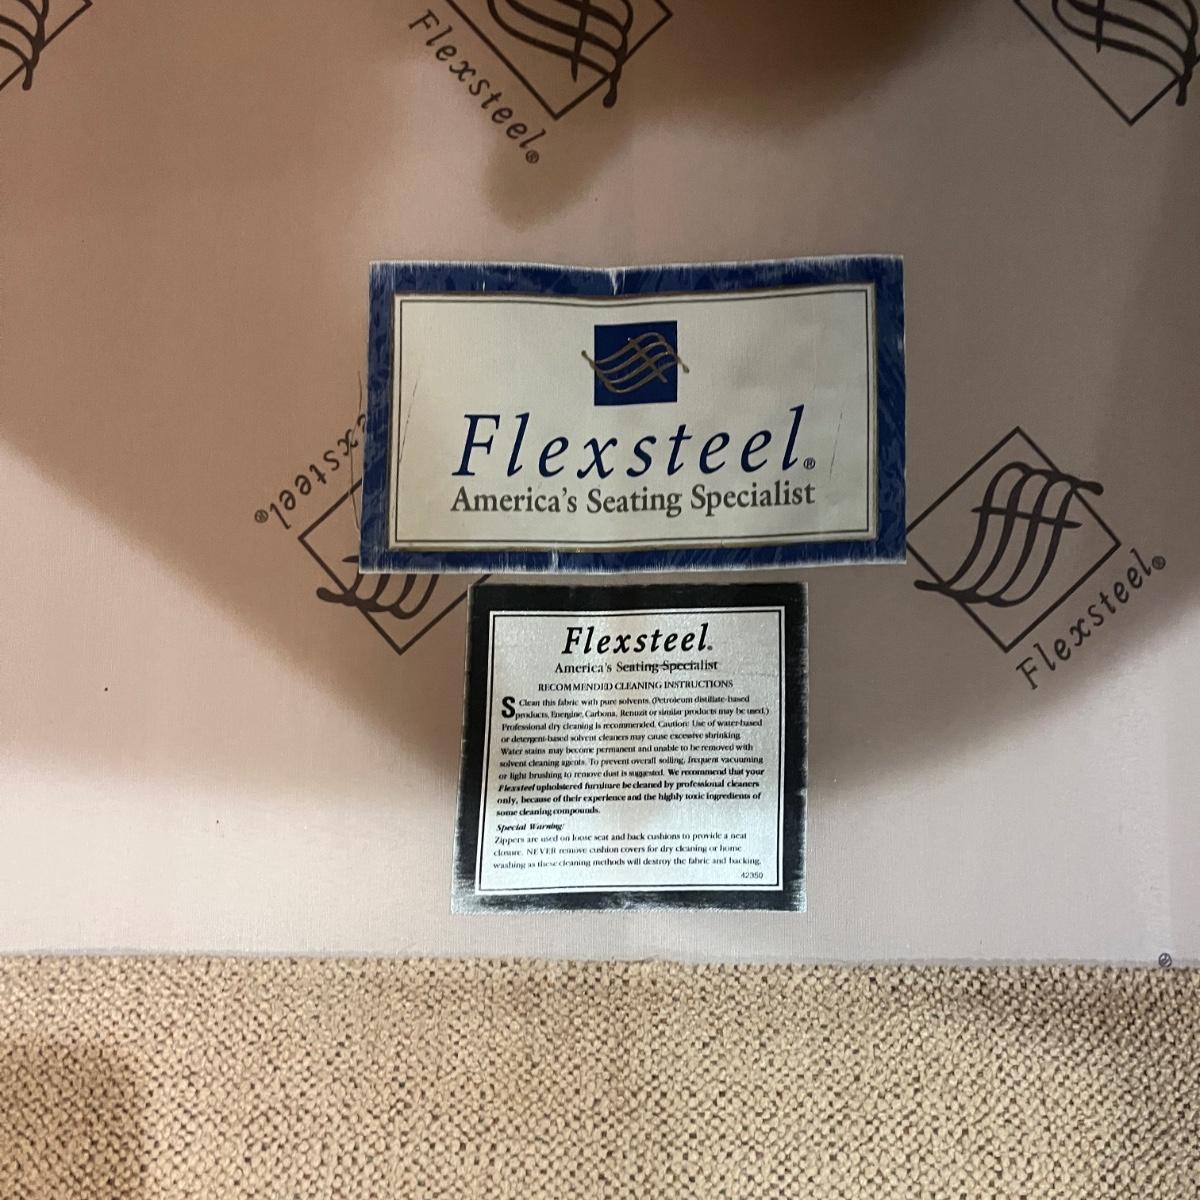 Flexsteel®
Flexsteel®
America's Seating Specialist
exsteel®
Flexsteel®
Flexsteel®
America's Seating Specialist
RECOMMENDED CLEANING INSTRUCTIONS
S Clean this fabric with pure solvents. (Petroleum distillate-based
products, Energine, Carbona, Renuzit or similar products may be used.)
Professional dry cleaning is recommended. Caution: Use of water-based
or detergent-based solvent cleaners may cause excessive shrinking.
Water stains may become permanent and unable to be removed with
solvent cleaning agents. To prevent overall soiling, frequent vacuuming
or light brushing to remove dust is suggested. We recommend that your
Flexsteel upholstered furniture be cleaned by professional cleaners
only, because of their experience and the highly toxic ingredients of
some cleaning compounds.
Special Warning:
Zippers are used on loose seat and back cushions to provide a neat
closure. NEVER remove cushion covers for dry cleaning or home
washing as these cleaning methods will destroy the fabric and backing.
42350
®